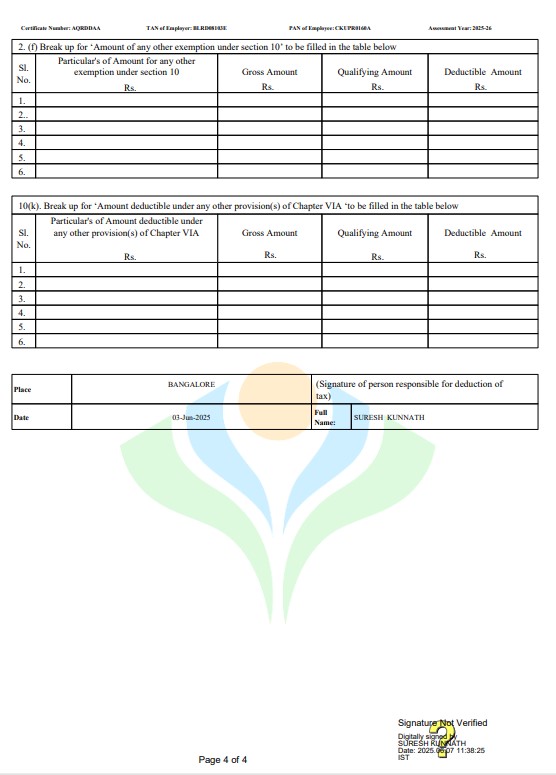 Certificate Number: AQRDDAA TAN of Employer: BLRD08103E PAN of Employee: CKUPR0160A Assessment Year: 2025-26
2. (f) Break up for ‘Amount of any other exemption under section 10’ to be filled in the table below
Sl. No. Particular's of Amount for any other exemption under section 10 Rs. Gross Amount Rs. Qualifying Amount Rs. Deductible Amount Rs.
1.
2..
3.
4.
5.
6.
10(k). Break up for ‘Amount deductible under any other provision(s) of Chapter VIA ‘to be filled in the table below
Sl. No. Particular's of Amount deductible under any other provision(s) of Chapter VIA Rs. Gross Amount Rs. Qualifying Amount Rs. Deductible Amount Rs.
1.
2.
3.
4.
5.
6.
Place BANGALORE (Signature of person responsible for deduction of tax)
Date 03-Jun-2025 Full Name: SURESH KUNNATH
Signature Not Verified
Digitally signed by
SURESH KUNNATH
Date: 2025.06.07 11:38:25
IST
Page 4 of 4